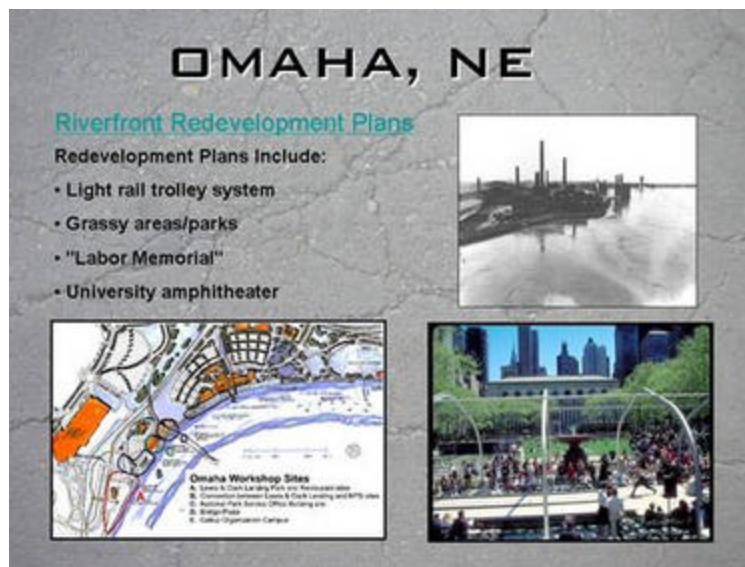 OMAHA, NE
Riverfront Redevelopment Plans
Redevelopment Plans Include:
• Light rail trolley system
• Grassy areas/parks
• "Labor Memorial"
• University amphitheater
Omaha Workshop Sites
A. Lewis & Clark Landing Park and Restaurant sites
B. Connection between Lewis & Clark Landing and NPS sites
C. National Park Service Office Building site
D. Bridge Plaza
E. Gallup Organization Campus